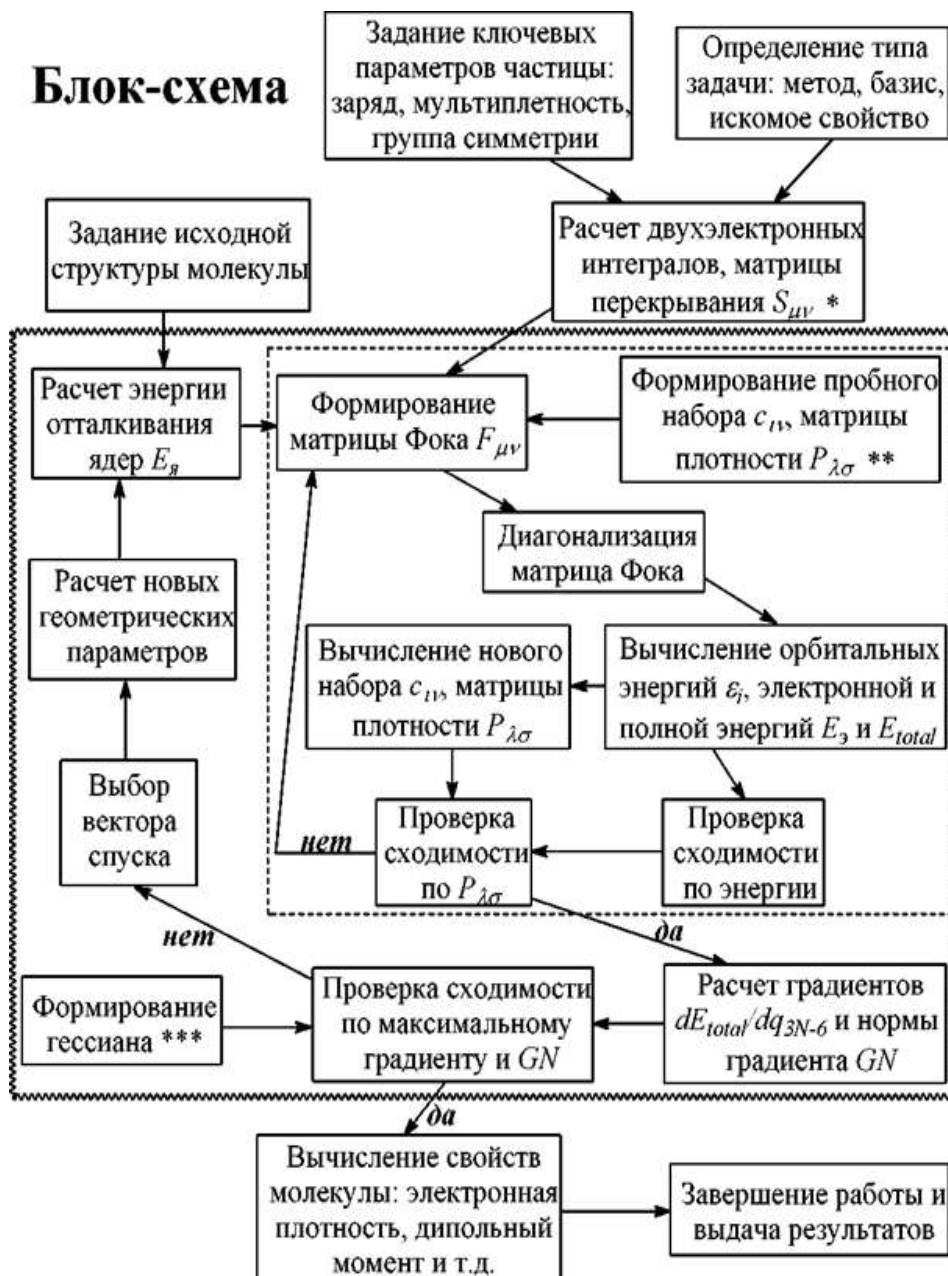 Блок-схема
Задание ключевых
параметров частицы:
заряд, мультиплетность,
группа симметрии
Определение типа
задачи: метод, базис,
искомое свойство
Задание исходной
структуры молекулы
Расчет двухэлектронных
интегралов, матрицы
перекрывания Sμν *
Расчет энергии
отталкивания
ядер Eя
Формирование
матрицы Фока Fμν
Формирование пробного
набора cιν, матрицы
плотности Pλσ **
Диагонализация
матрица Фока
Расчет новых
геометрических
параметров
Вычисление нового
набора cιν, матрицы
плотности Pλσ
Вычисление орбитальных
энергий εi, электронной и
полной энергий Eэ и Etotal
Выбор
вектора
спуска
нет
Проверка
сходимости
по Pλσ
Проверка
сходимости
по энергии
нет
да
Формирование
гессиана ***
Проверка сходимости
по максимальному
градиенту и GN
Расчет градиентов
dEtotal/dq3N-6 и нормы
градиента GN
да
Вычисление свойств
молекулы: электронная
плотность, дипольный
момент и т.д.
Завершение работы и
выдача результатов